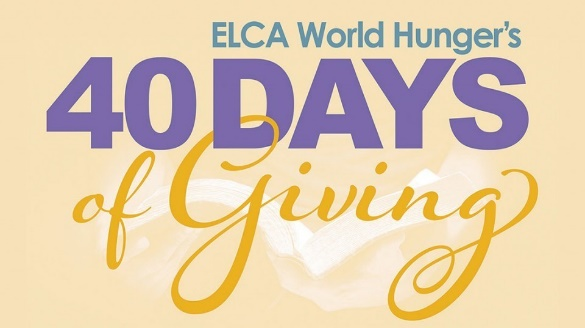 ELCA World Hunger's
40 DAYS
of Giving